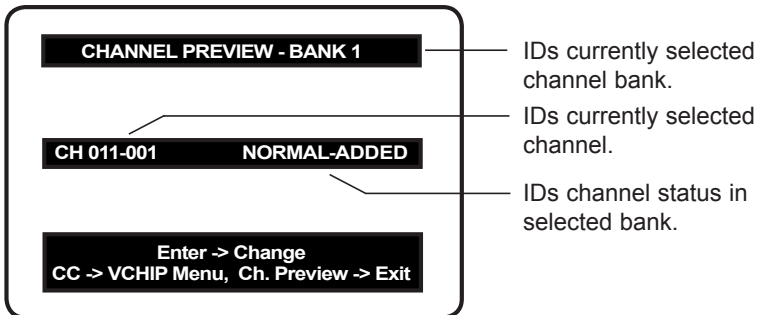 CHANNEL PREVIEW - BANK 1
IDs currently selected
channel bank.
IDs currently selected
channel.
CH 011-001 NORMAL-ADDED
IDs channel status in
selected bank.
Enter -> Change
CC -> VCHIP Menu, Ch. Preview -> Exit